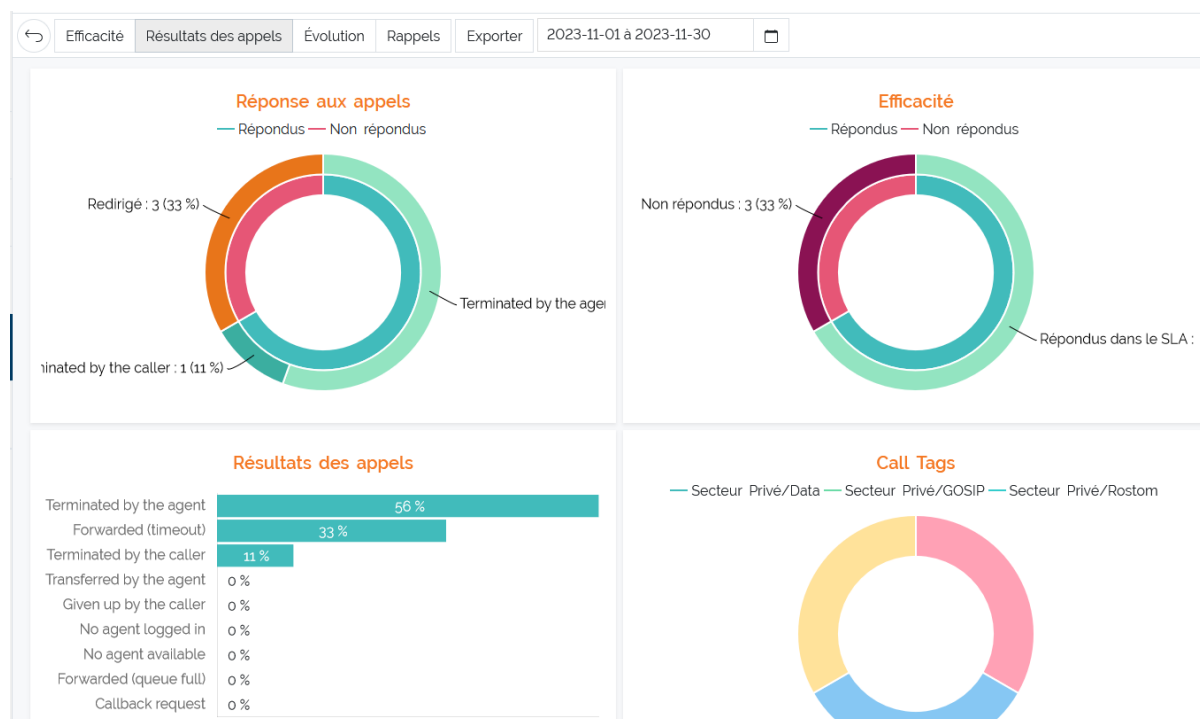 Efficacité Résultats des appels Évolution Rappels Exporter 2023-11-01 à 2023-11-30
Réponse aux appels
Répondus Non répondus
Redirigé : 3 (33 %)
Terminated by the
by the caller : 1 (11 %)
Efficacité
Répondus Non répondus
Non répondus : 3 (33 %)
Répondus dans le SLA :
Résultats des appels
Terminated by the agent 56 %
Forwarded (timeout) 33 %
Terminated by the caller 11 %
Transferred by the agent 0 %
Given up by the caller 0 %
No agent logged in 0 %
No agent available 0 %
Forwarded (queue full) 0 %
Callback request 0 %
Call Tags
Secteur Privé/Data Secteur Privé/GOSIP Secteur Privé/Rostom